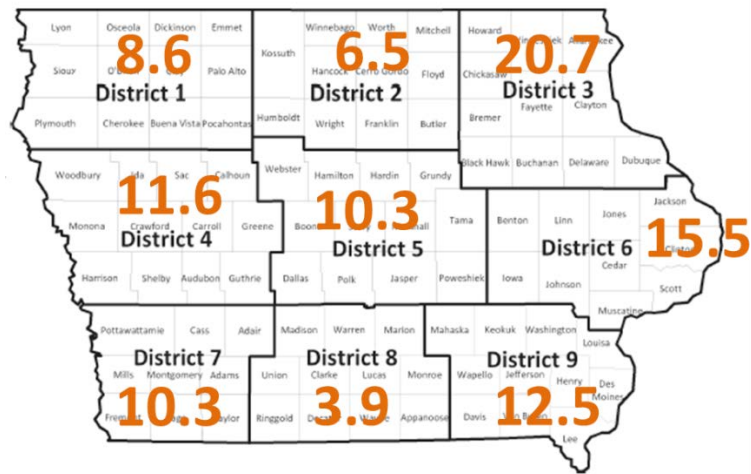 Lyon Osceola Dickinson Emmet Winnebago Worth Mitchell Howard
8.6 6.5 20.7
Sioux Palo Alto Kossuth Hancock Cerro Gordo Floyd Chickasaw
District 1 District 2 District 3
Fayette Clayton
Plymouth Cherokee Buena Vista Pocahontas Humboldt Wright Franklin Butler Bremer
Woodbury Ida Sac Calhoun Webster Hamilton Hardin Grundy Black Hawk Buchanan Delaware Dubuque
11.6 10.3 15.5
Jackson
Monona Crawford Carroll Greene Tama Benton Linn Jones
District 4 District 5 District 6
Clinton
Cedar
Harrison Shelby Audubon Guthrie Dallas Polk Jasper Poweshiek Iowa Johnson Scott
Muscatine
Pottawattamie Cass Adair Madison Warren Marion Mahaska Keokuk Washington Louisa
District 7 District 8 District 9
Mills Montgomery Adams Union Clarke Lucas Monroe Wapello Jefferson Henry Des Moines
10.3 3.9 12.5
Ringgold Appanoose Davis
Lee